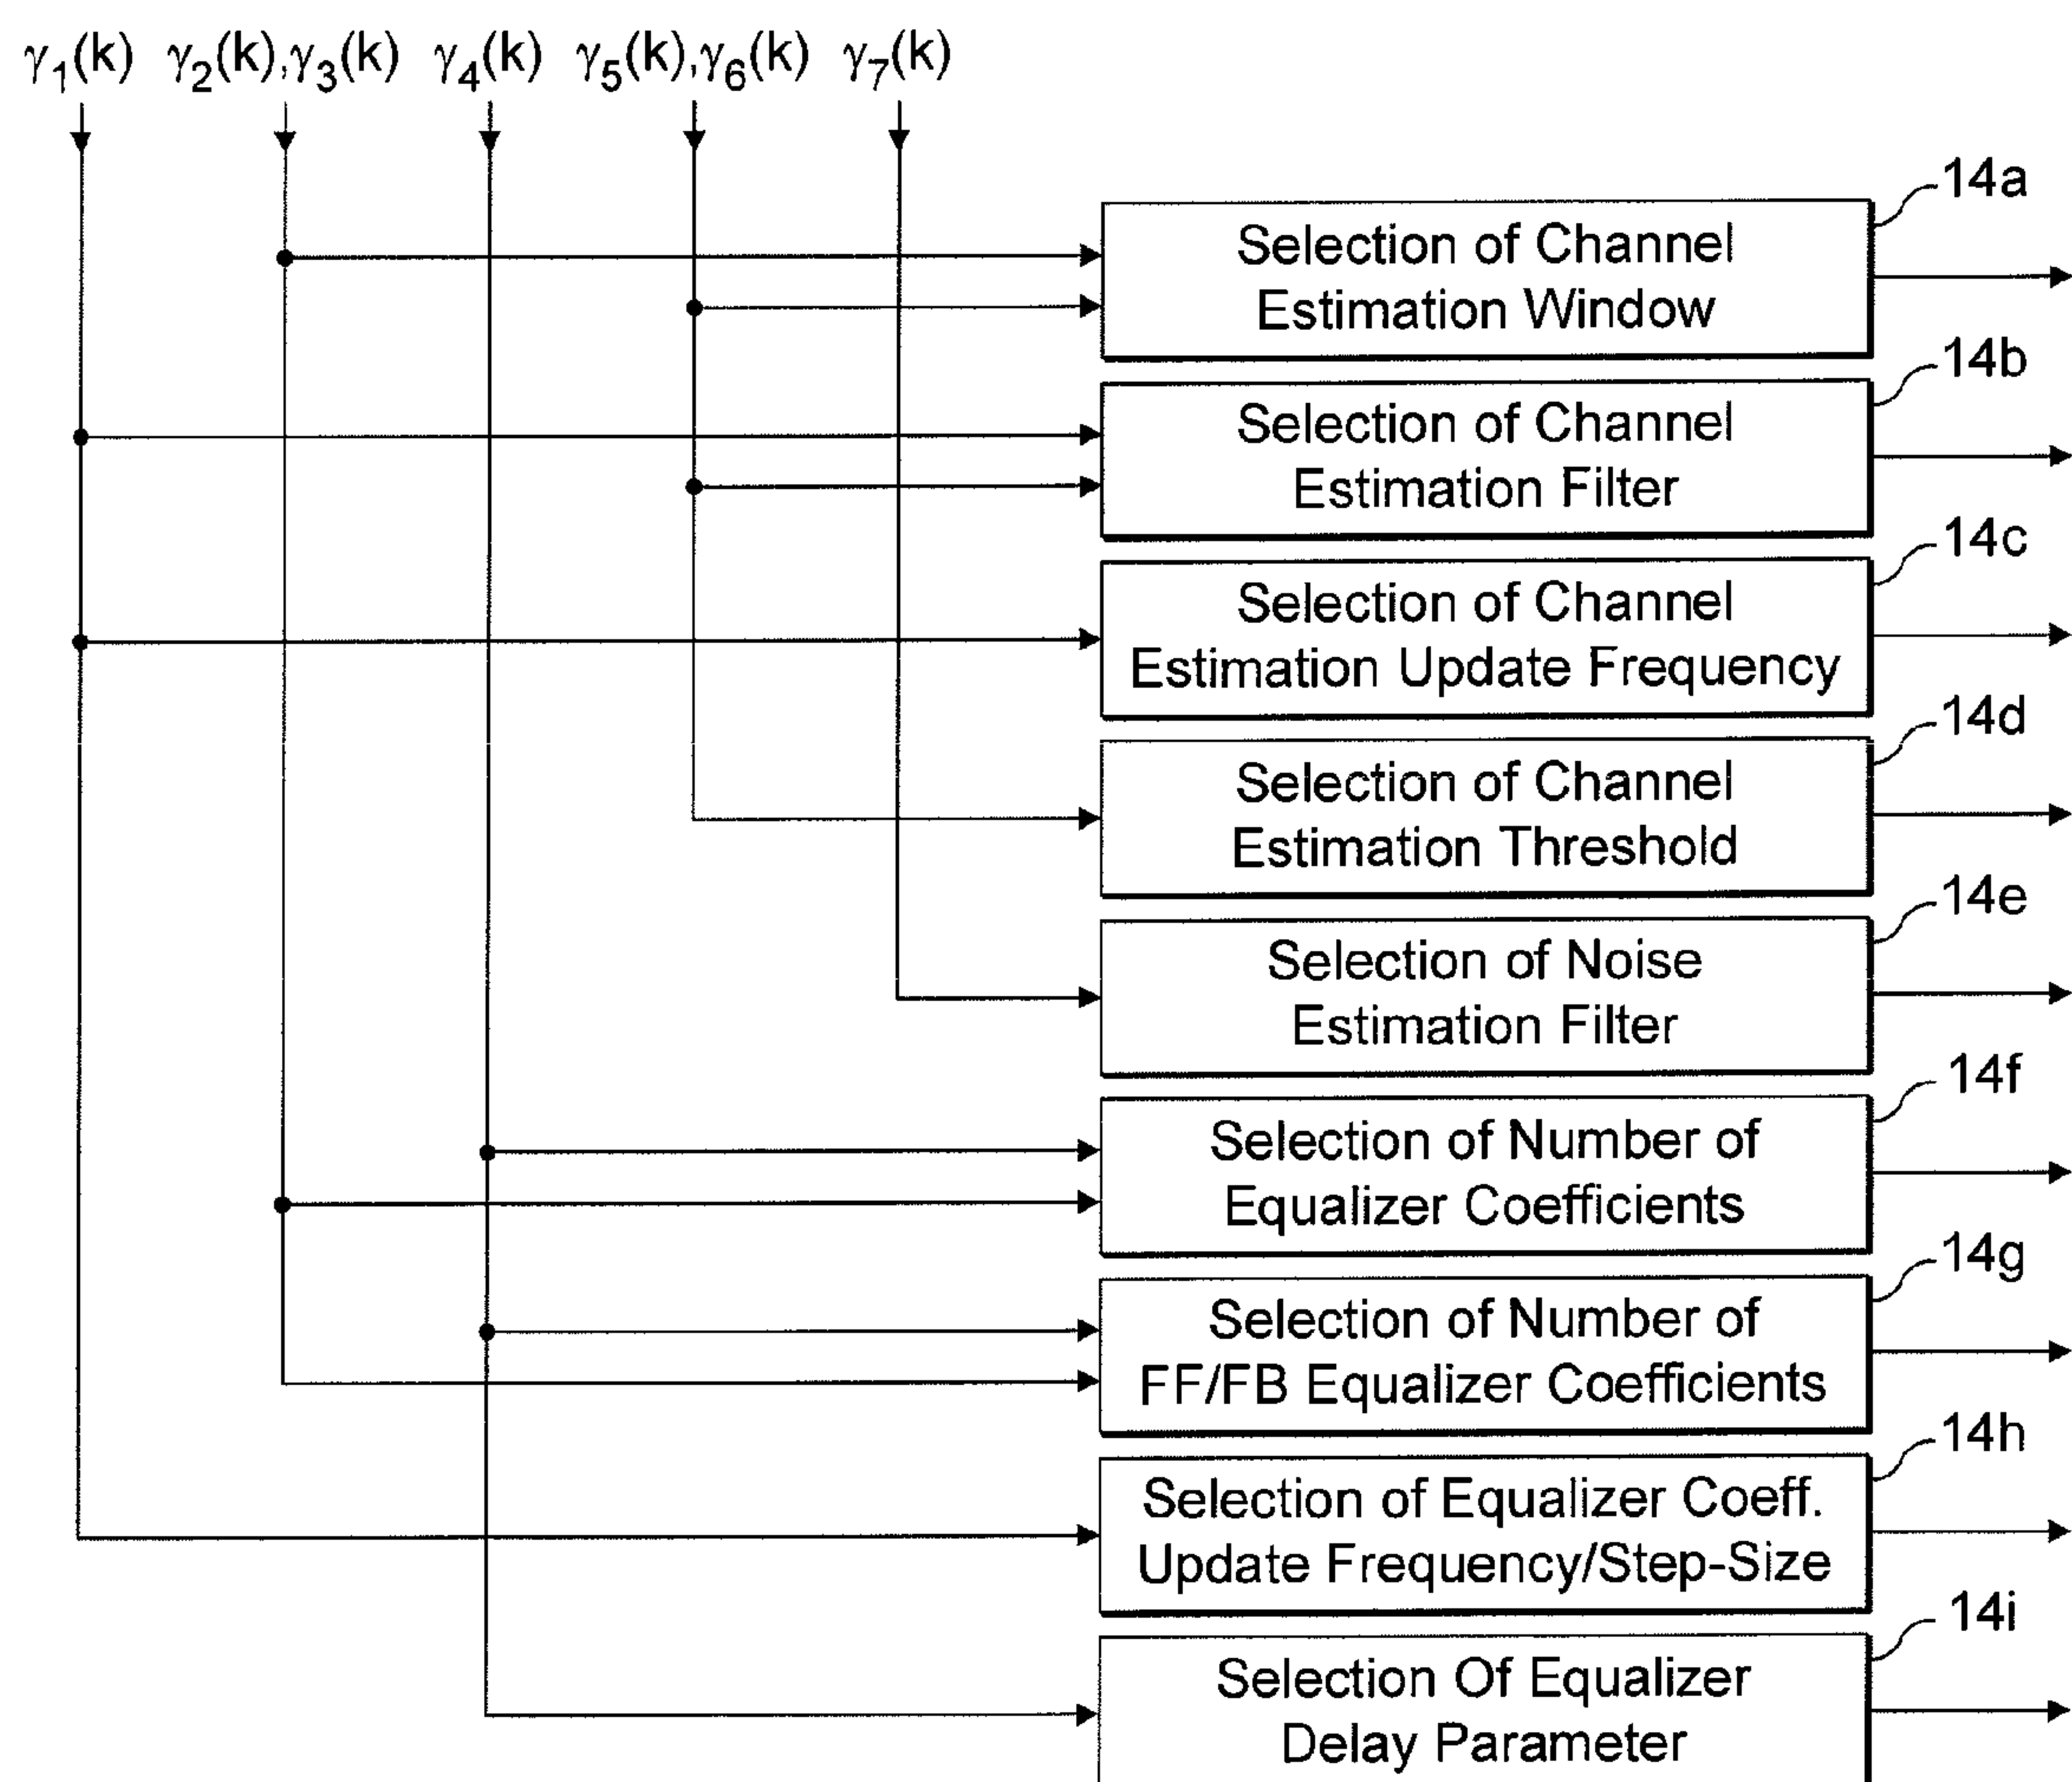 γ1(k) γ2(k),γ3(k) γ4(k) γ5(k),γ6(k) γ7(k)
14a
Selection of Channel
Estimation Window
14b
Selection of Channel
Estimation Filter
14c
Selection of Channel
Estimation Update Frequency
14d
Selection of Channel
Estimation Threshold
14e
Selection of Noise
Estimation Filter
14f
Selection of Number of
Equalizer Coefficients
14g
Selection of Number of
FF/FB Equalizer Coefficients
14h
Selection of Equalizer Coeff.
Update Frequency/Step-Size
14i
Selection Of Equalizer
Delay Parameter